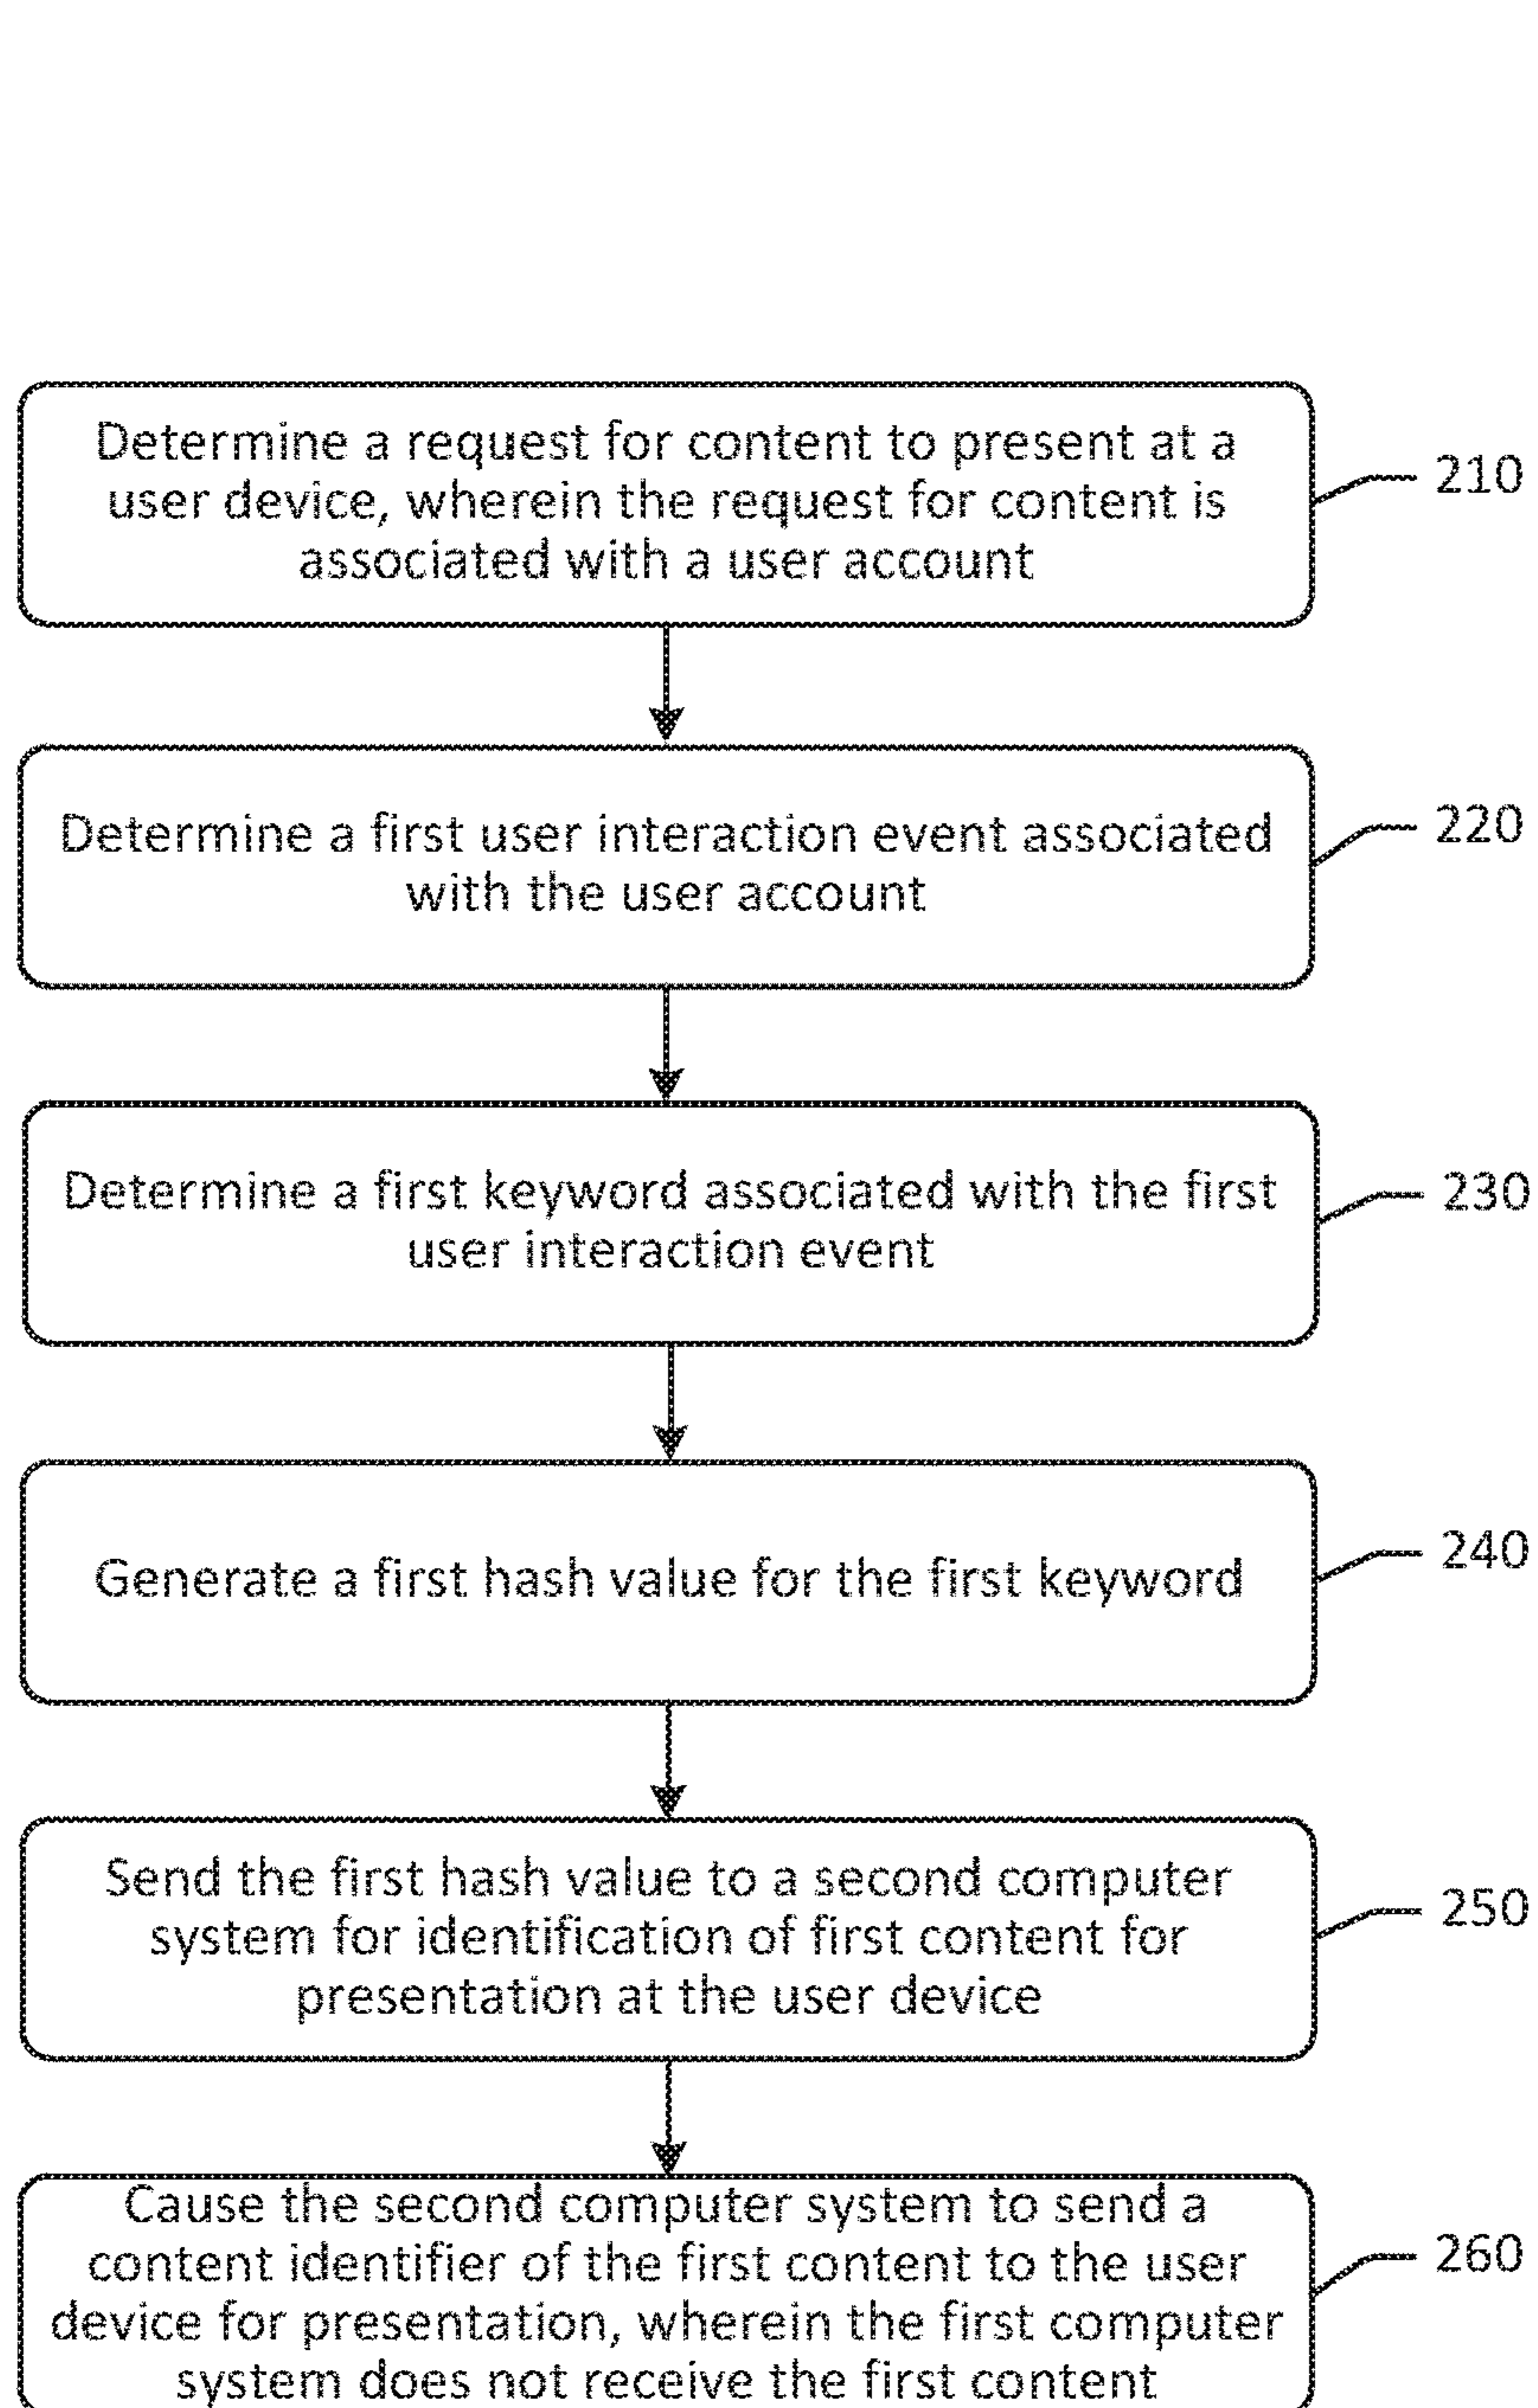 Determine a request for content to present at a
user device, wherein the request for content is
associated with a user account
210
Determine a first user interaction event associated
with the user account
220
Determine a first keyword associated with the first
user interaction event
230
Generate a first hash value for the first keyword
240
Send the first hash value to a second computer
system for identification of first content for
presentation at the user device
250
Cause the second computer system to send a
content identifier of the first content to the user
device for presentation, wherein the first computer
system does not receive the first content
260